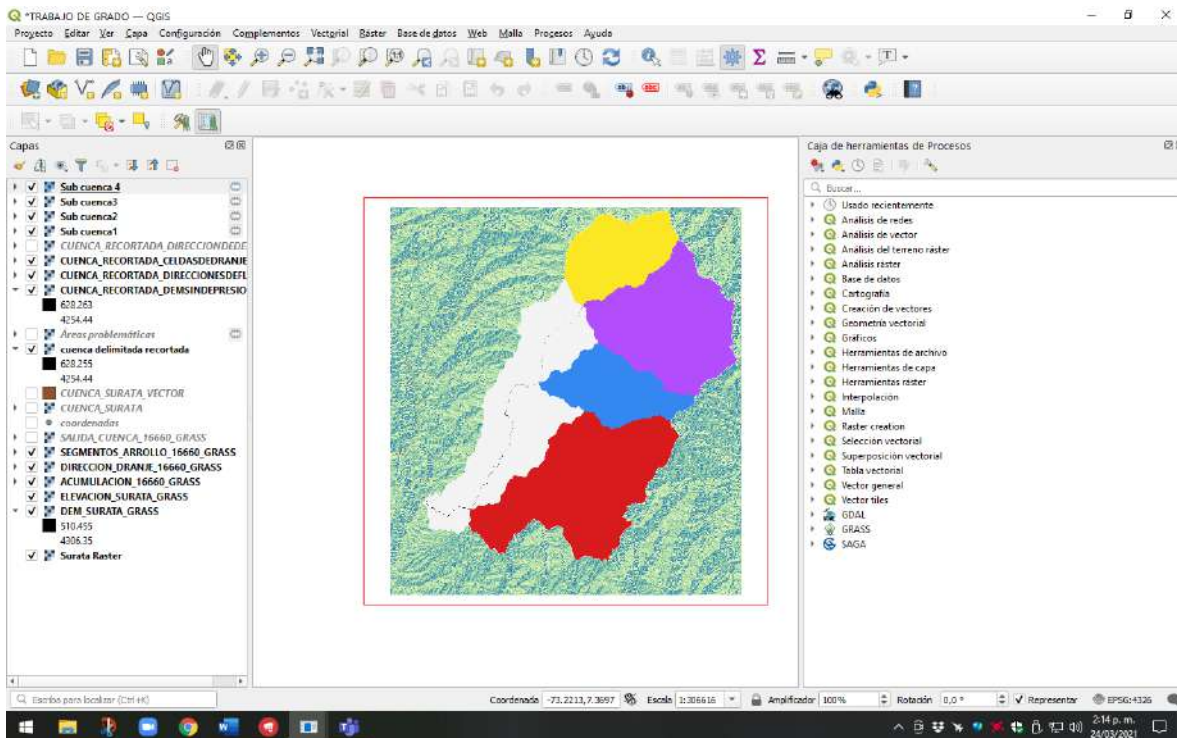 *TRABAJO DE GRADO — QGIS
Proyecto Editar Ver Capa Configuración Complementos Vectorial Ráster Base de datos Web Malla Procesos Ayuda
Capas
Sub cuenca 4
Sub cuenca3
Sub cuenca2
Sub cuenca1
CUENCA_RECORTADA_DIRECCIONDEDE
CUENCA_RECORTADA_CELDASDEDRANJE
CUENCA_RECORTADA_DIRECCIONESDEFL
CUENCA_RECORTADA_DEMSINDEPRESIO
628.263
4254.44
Áreas problemáticas
cuenca delimitada recortada
628.255
4254.44
CUENCA_SURATA_VECTOR
CUENCA_SURATA
coordenadas
SALIDA_CUENCA_16660_GRASS
SEGMENTOS_ARROLLO_16660_GRASS
DIRECCION_DRANJE_16660_GRASS
ACUMULACION_16660_GRASS
ELEVACION_SURATA_GRASS
DEM_SURATA_GRASS
510.455
4306.35
Surata Raster
Caja de herramientas de Procesos
Buscar...
Usado recientemente
Análisis de redes
Análisis de vector
Análisis del terreno ráster
Análisis ráster
Base de datos
Cartografía
Creación de vectores
Geometría vectorial
Gráficos
Herramientas de archivo
Herramientas de capa
Herramientas ráster
Interpolación
Malla
Raster creation
Selección vectorial
Superposición vectorial
Tabla vectorial
Vector general
Vector tiles
GDAL
GRASS
SAGA
Escriba para localizar (Ctrl+K) Coordenada -73.2213,7.3697 Escala 1:306616 Amplificador 100% Rotación 0,0 ° Representar EPSG:4326
2:14 p. m.
24/03/2021